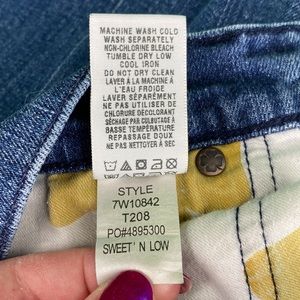 MACHINE WASH COLD
WASH SEPARATELY
NON-CHLORINE BLEACH
TUMBLE DRY LOW
COOL IRON
DO NOT DRY CLEAN
LAVER À LA MACHINE À
L'EAU FROIDE
LAVER SÉPARÉMENT
NE PAS UTILISER DE
CHLORURE DÉCOLORANT
SÉCHAGE PAR CULBUTAGE À
BASSE TEMPÉRATURE
REPASSAGE DOUX
NE PAS NETTOYER À SEC
STYLE
7W10842
T208
PO#4895300
SWEET' N LOW